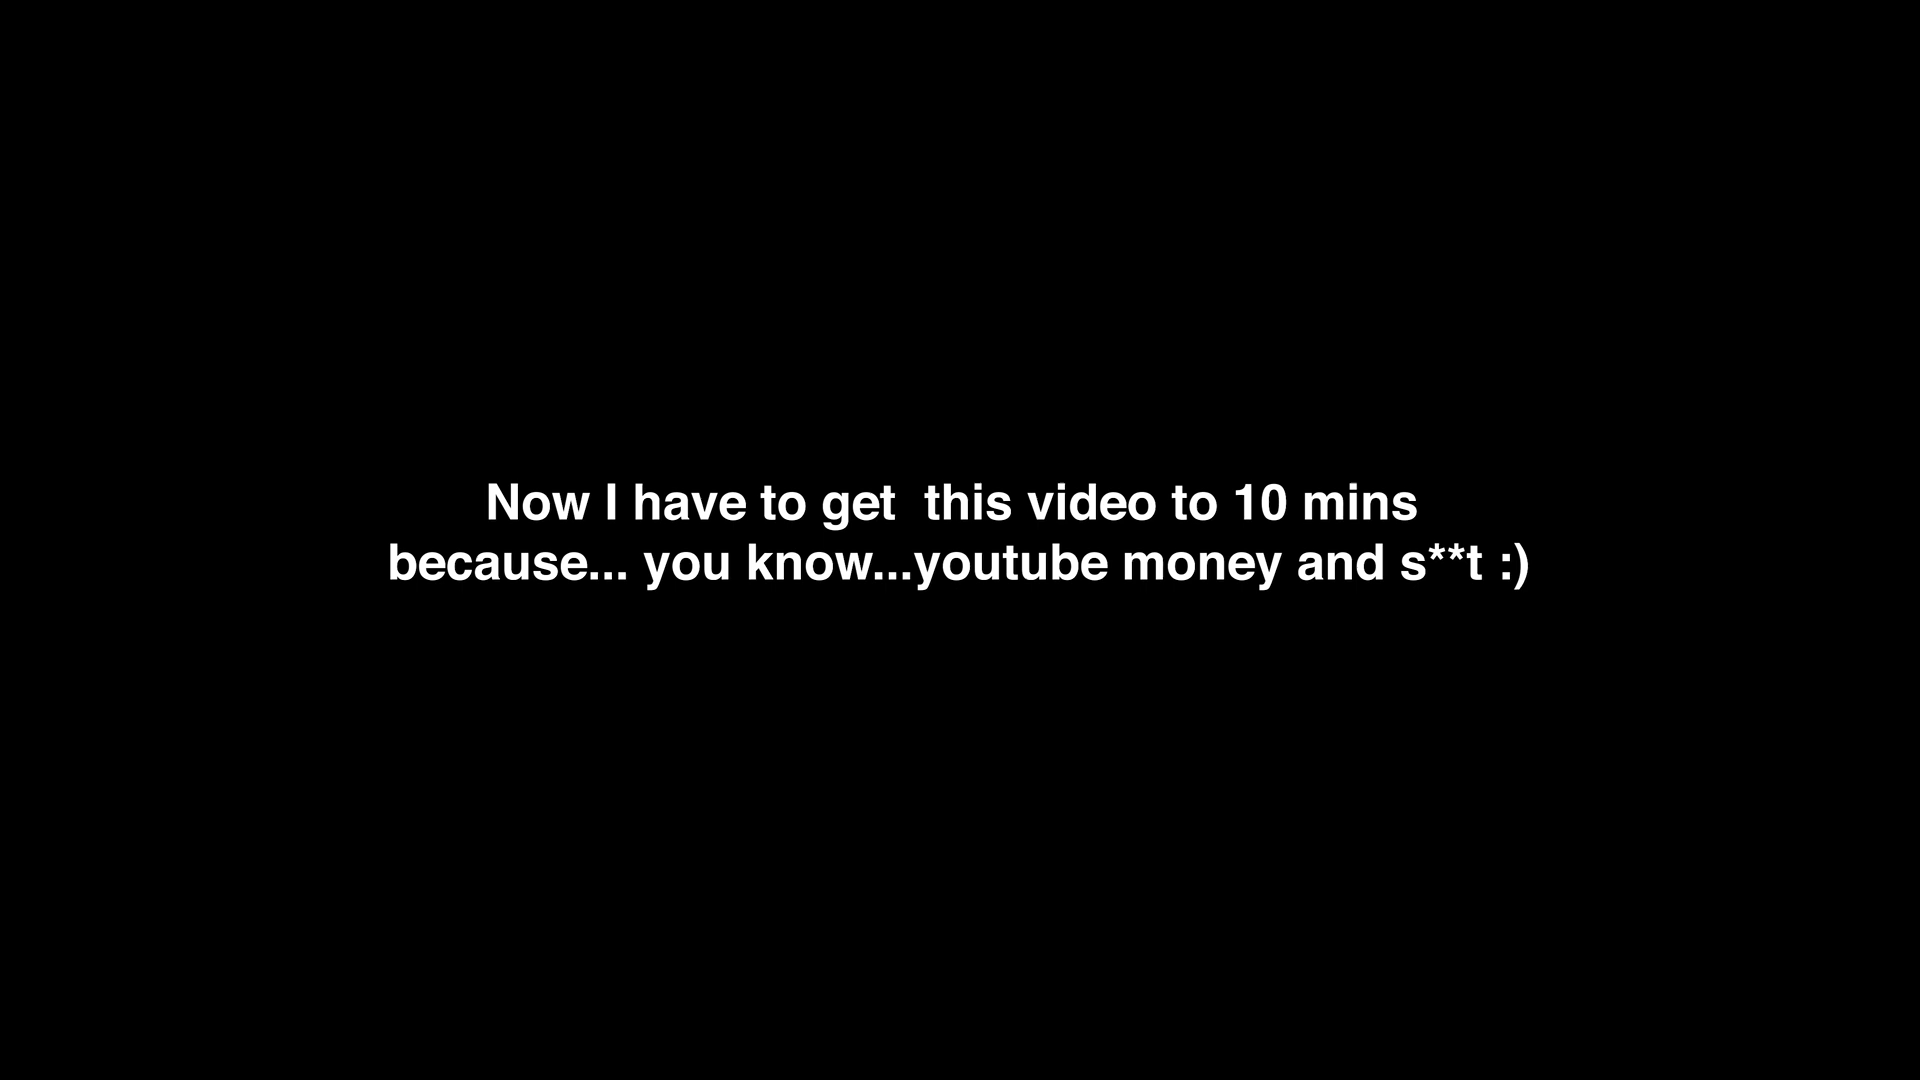 Now I have to get  this video to 10 mins
because... you know...youtube money and s**t :)